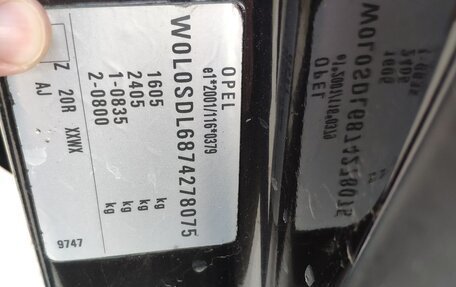 OPEL
e1*2001/116*0379
W0L0SDL6874278075
1605 kg
2405 kg
1-0835 kg
2-0800 kg
Z 20R XXWX
AJ
9747